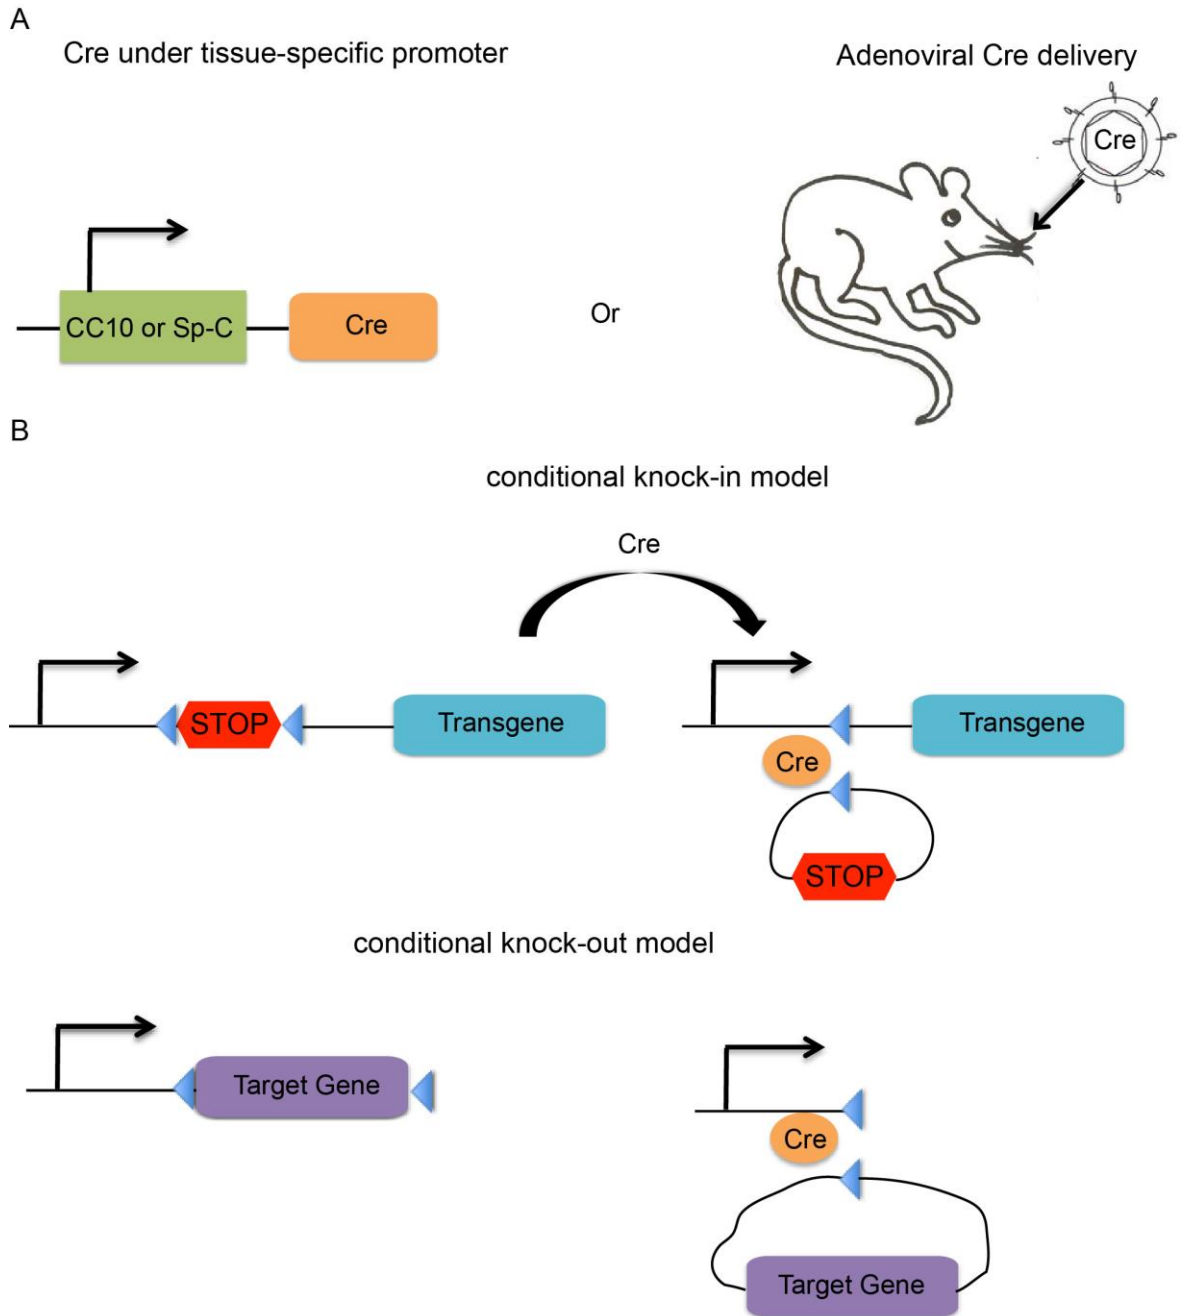 A
Cre under tissue-specific promoter
Adenoviral Cre delivery
Cre
CC10 or Sp-C
Cre
Or
B
conditional knock-in model
Cre
STOP
Transgene
Transgene
Cre
STOP
conditional knock-out model
Target Gene
Cre
Target Gene